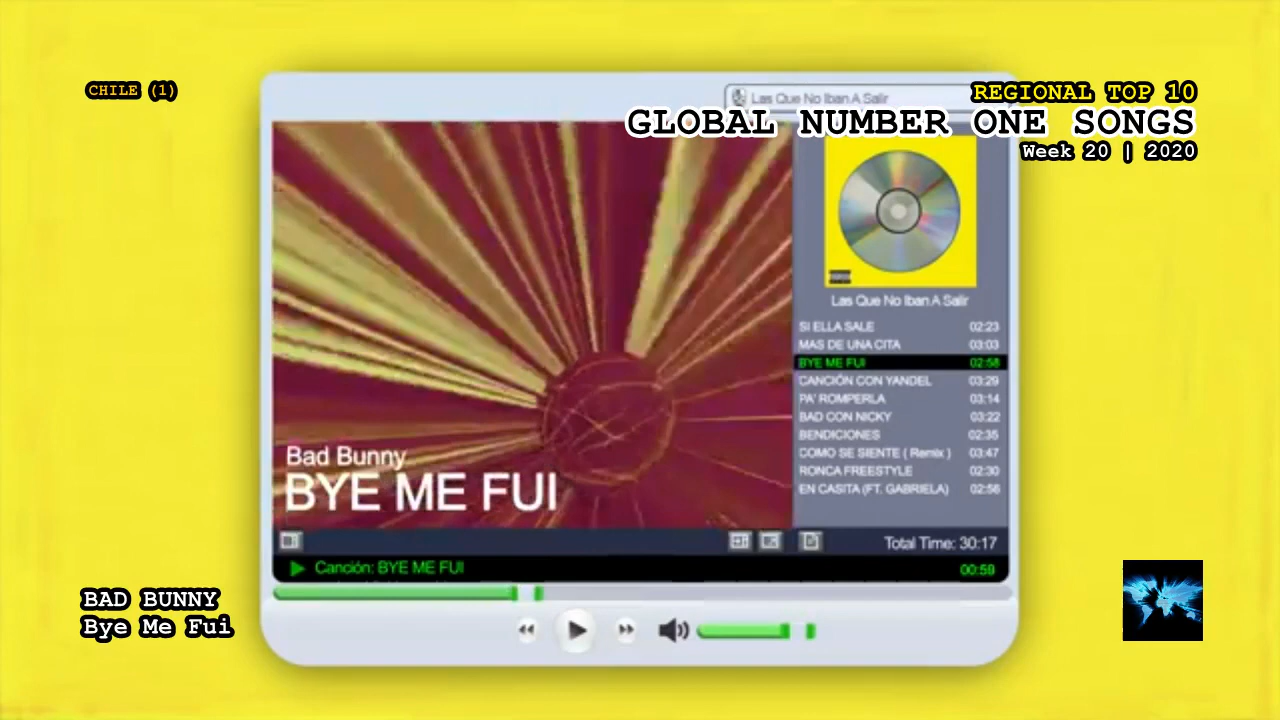 CHILE (1)
REGIONAL TOP 10
Las Que No Iban A Salir
GLOBAL NUMBER ONE SONGS
Week 20 | 2020
Las Que No Iban A Salir
SI ELLA SALE 02:23
MAS DE UNA CITA 03:03
BYE ME FUI 02:58
CANCIÓN CON YANDEL 03:29
PA' ROMPERLA 03:14
BAD CON NICKY 03:22
BENDICIONES 02:35
COMO SE SIENTE ( Remix ) 03:47
RONCA FREESTYLE 02:30
EN CASITA (FT. GABRIELA) 02:56
Bad Bunny
BYE ME FUI
Total Time: 30:17
Canción: BYE ME FUI 00:59
BAD BUNNY
Bye Me Fui